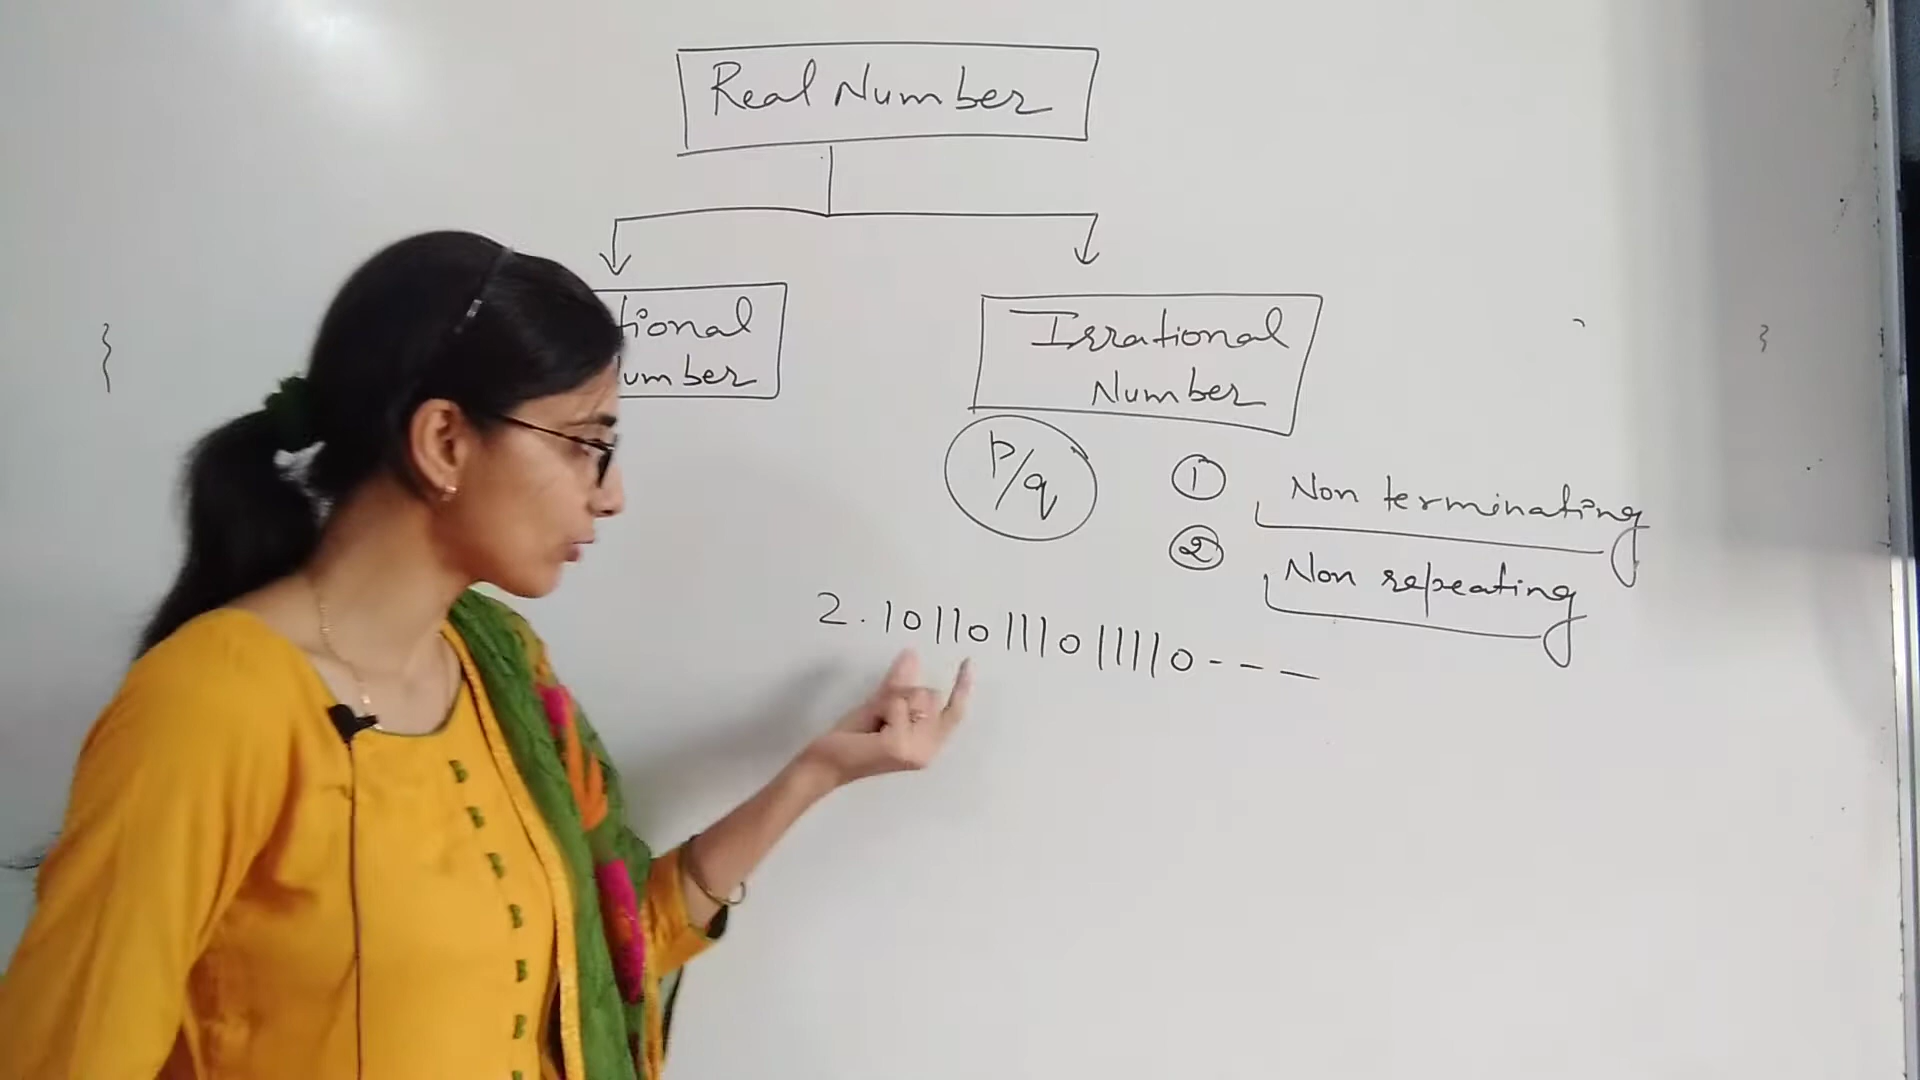 Real Number
tional
umber
Irrational
Number
P/q
① Non terminating
② Non repeating
2.10110111011110---